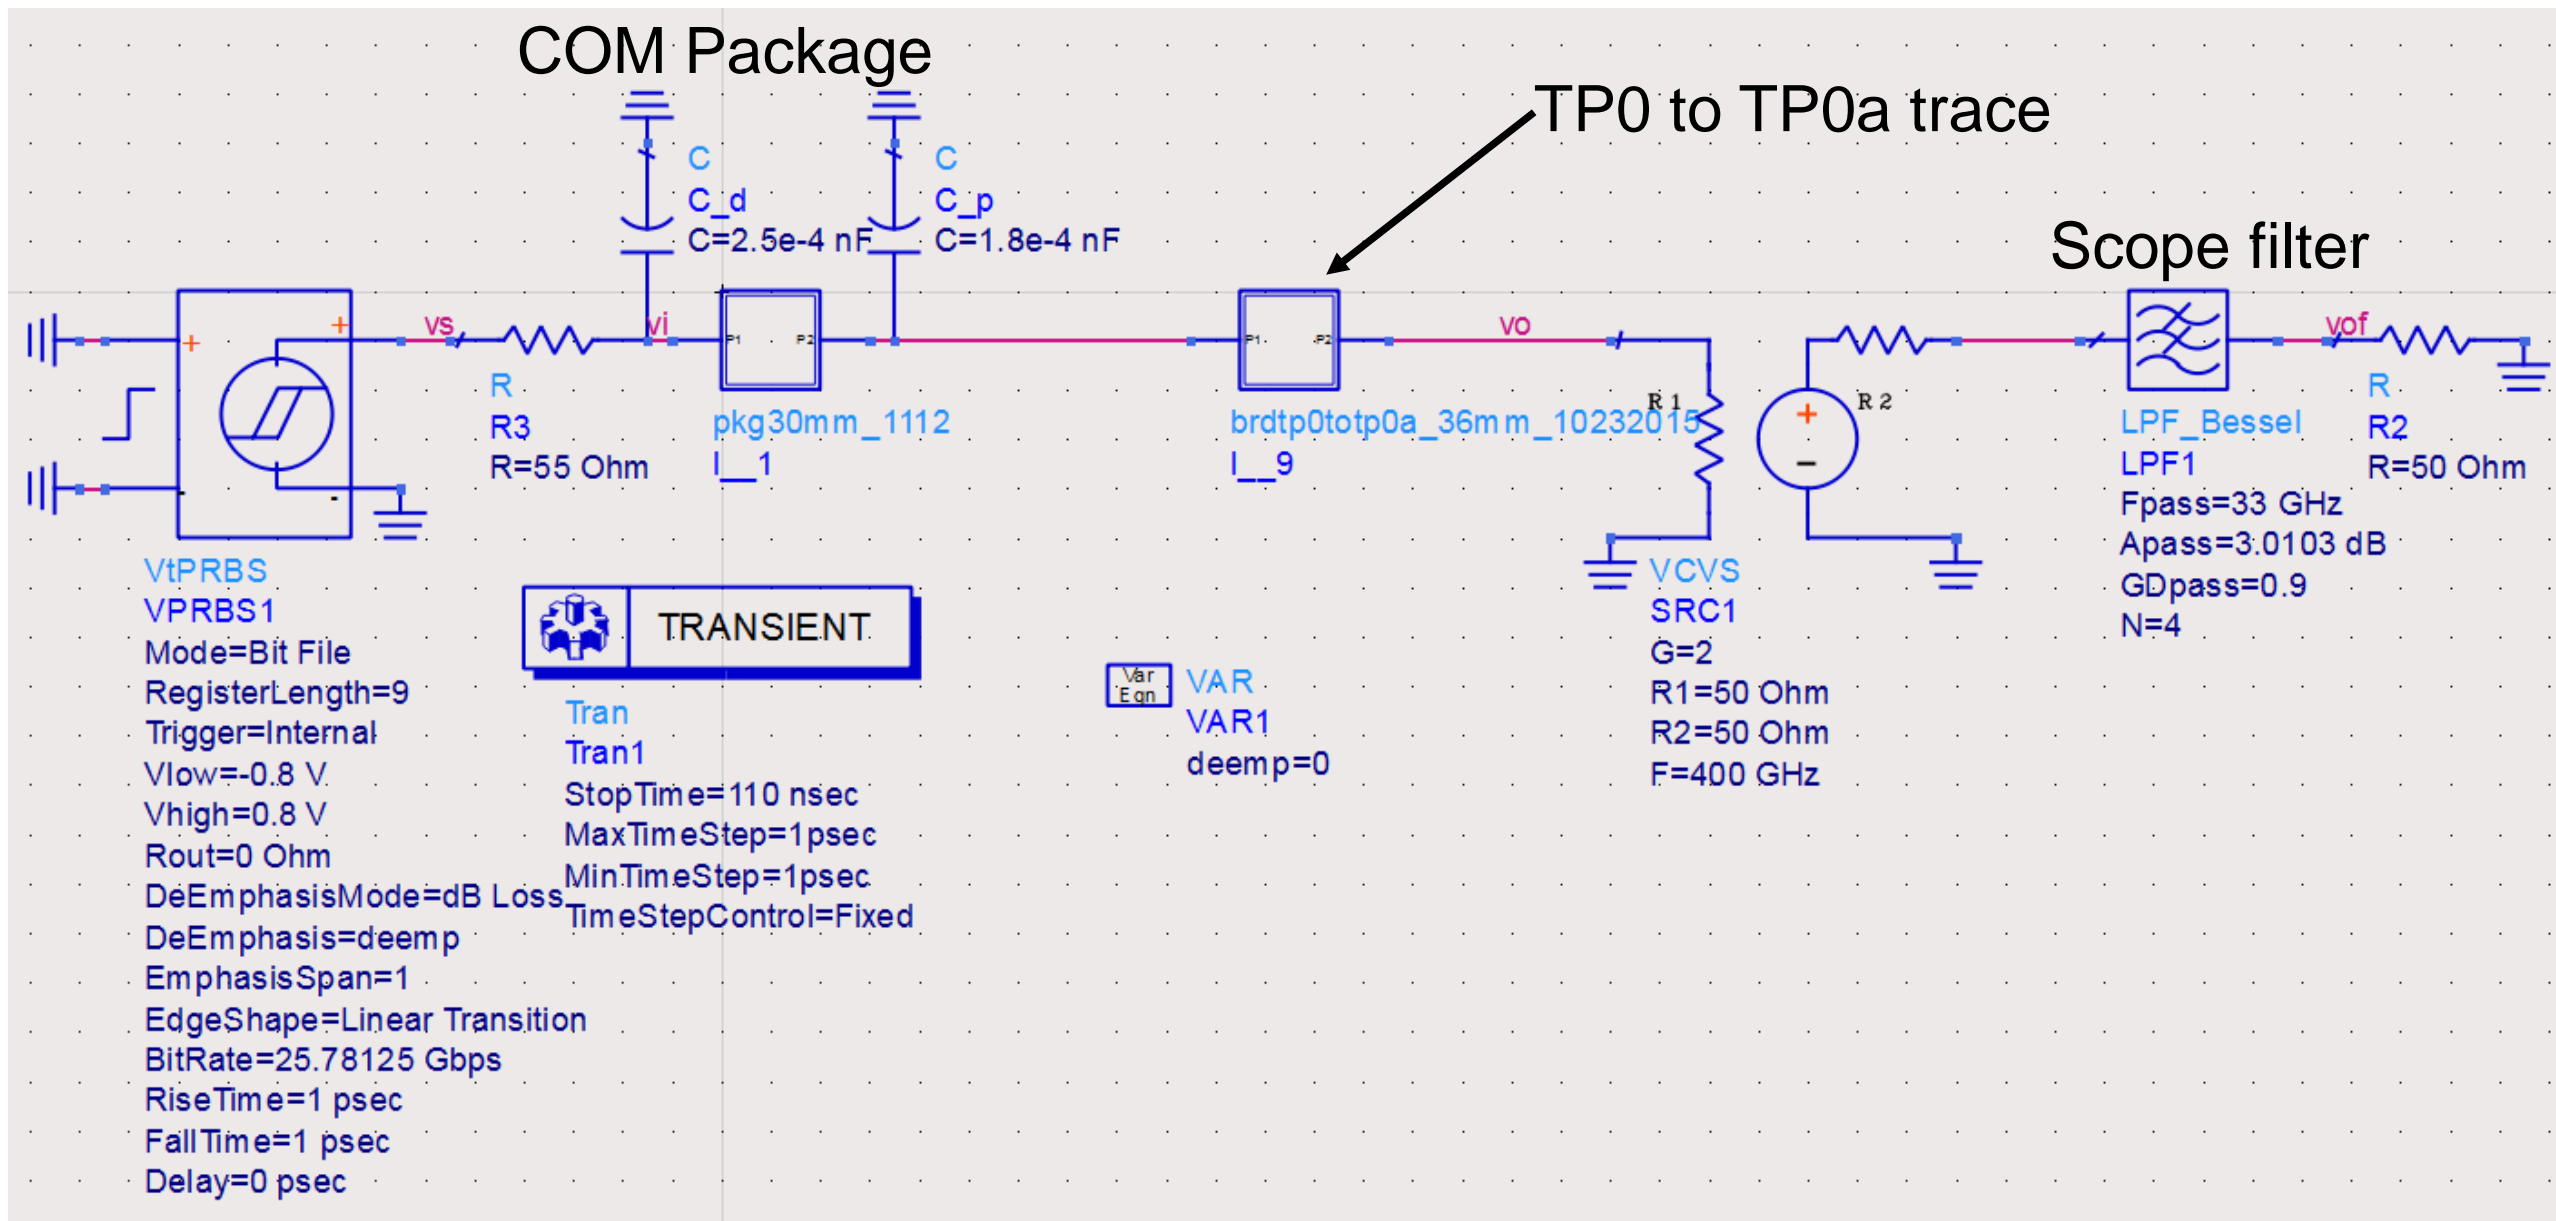 COM Package
TP0 to TP0a trace
Scope filter
C
C_d
C=2.5e-4 nF
C
C_p
C=1.8e-4 nF
+
+
-
-
vs
R
R3
R=55 Ohm
vi
P1
P2
pkg30mm_1112
I__1
P1
P2
brdtp0totp0a_36mm_10232015
I__9
vo
R1
+
−
R2
VCVS
SRC1
G=2
R1=50 Ohm
R2=50 Ohm
F=400 GHz
LPF_Bessel
LPF1
Fpass=33 GHz
Apass=3.0103 dB
GDpass=0.9
N=4
vof
R
R2
R=50 Ohm
VtPRBS
VPRBS1
Mode=Bit File
RegisterLength=9
Trigger=Internal
Vlow=-0.8 V
Vhigh=0.8 V
Rout=0 Ohm
DeEmphasisMode=dB Loss
DeEmphasis=deemp
EmphasisSpan=1
EdgeShape=Linear Transition
BitRate=25.78125 Gbps
RiseTime=1 psec
FallTime=1 psec
Delay=0 psec
TRANSIENT
Tran
Tran1
StopTime=110 nsec
MaxTimeStep=1psec
MinTimeStep=1psec
TimeStepControl=Fixed
Var
Eqn
VAR
VAR1
deemp=0